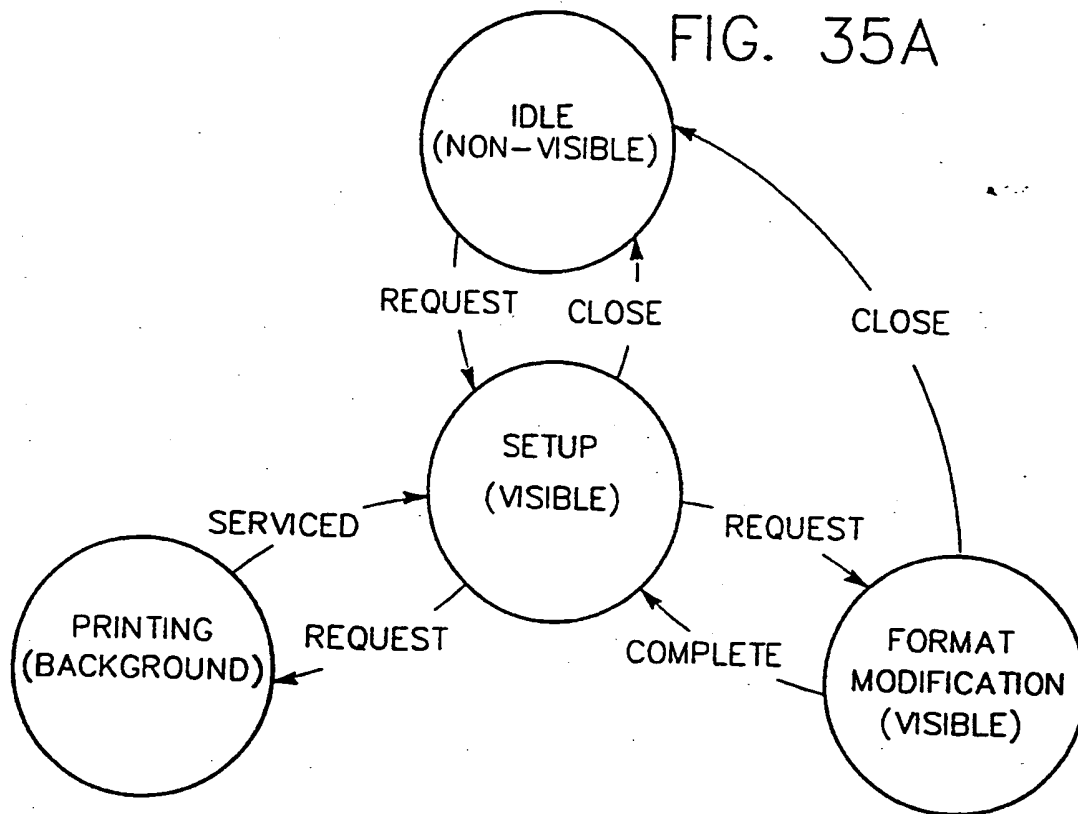 FIG. 35A
IDLE
(NON-VISIBLE)
REQUEST
CLOSE
CLOSE
SETUP
(VISIBLE)
SERVICED
REQUEST
PRINTING
(BACKGROUND)
REQUEST
COMPLETE
FORMAT
MODIFICATION
(VISIBLE)